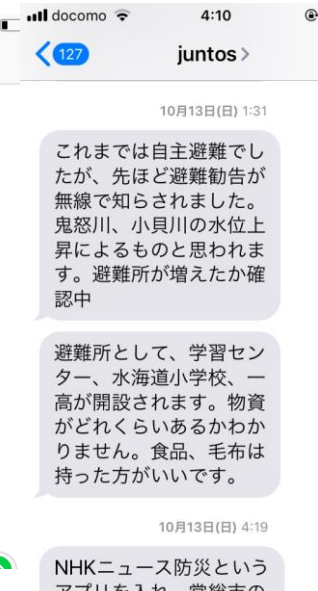 docomo 4:10
127 juntos >
10月13日(日) 1:31
これまでは自主避難でし
たが、先ほど避難勧告が
無線で知らされました。
鬼怒川、小貝川の水位上
昇によるものと思われま
す。避難所が増えたか確
認中
避難所として、学習セン
ター、水海道小学校、一
高が開設されます。物資
がどれくらいあるかわか
りません。食品、毛布は
持った方がいいです。
10月13日(日) 4:19
NHKニュース防災という
アプリを入れ、常総市の